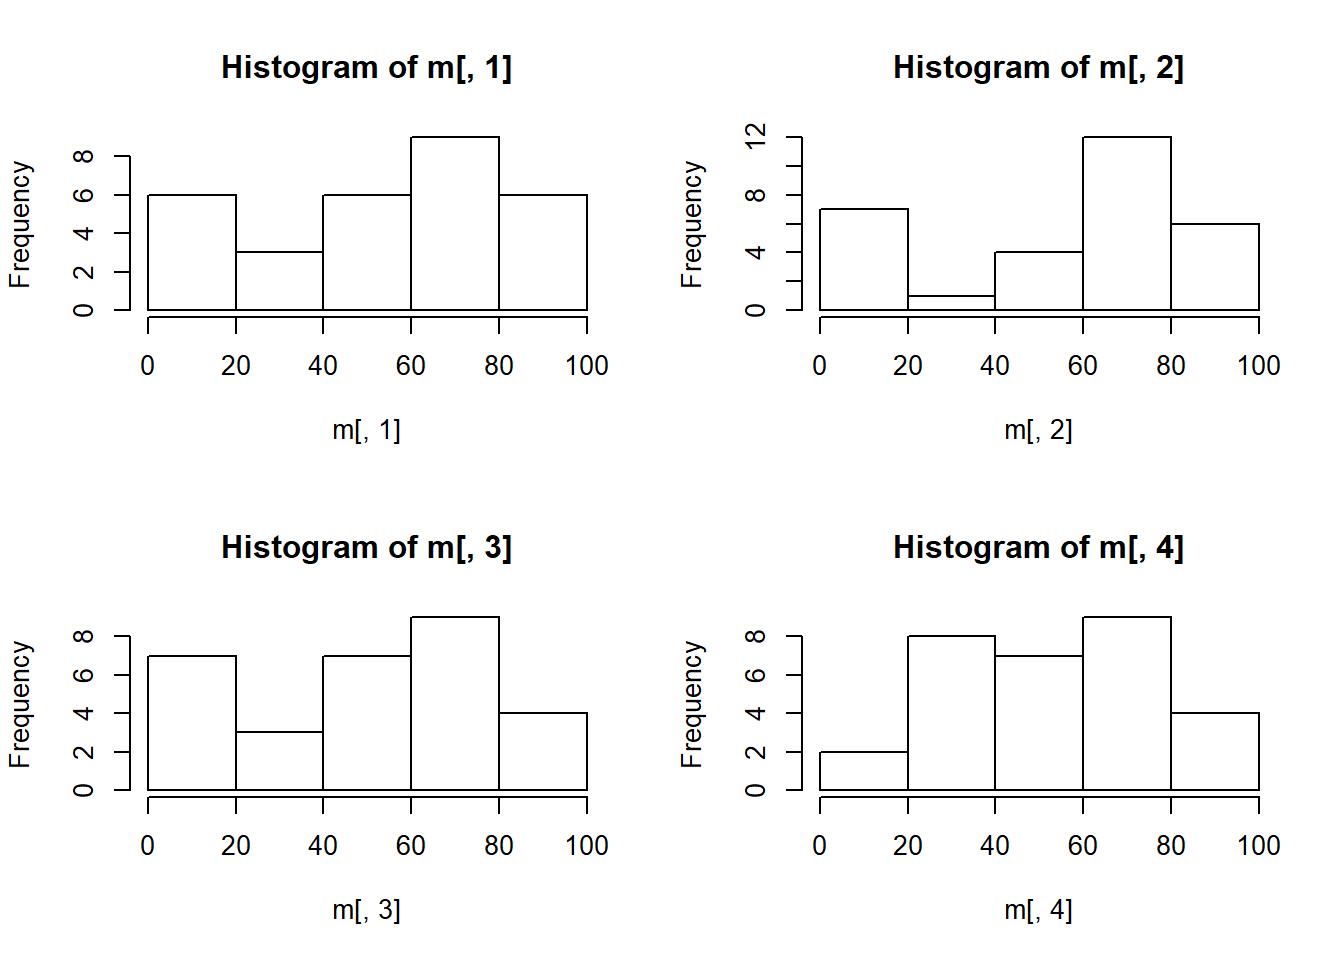 Histogram of m[, 1]
Frequency
0 2 4 6 8
0 20 40 60 80 100
m[, 1]
Histogram of m[, 2]
Frequency
0 4 8 12
0 20 40 60 80 100
m[, 2]
Histogram of m[, 3]
Frequency
0 2 4 6 8
0 20 40 60 80 100
m[, 3]
Histogram of m[, 4]
Frequency
0 2 4 6 8
0 20 40 60 80 100
m[, 4]